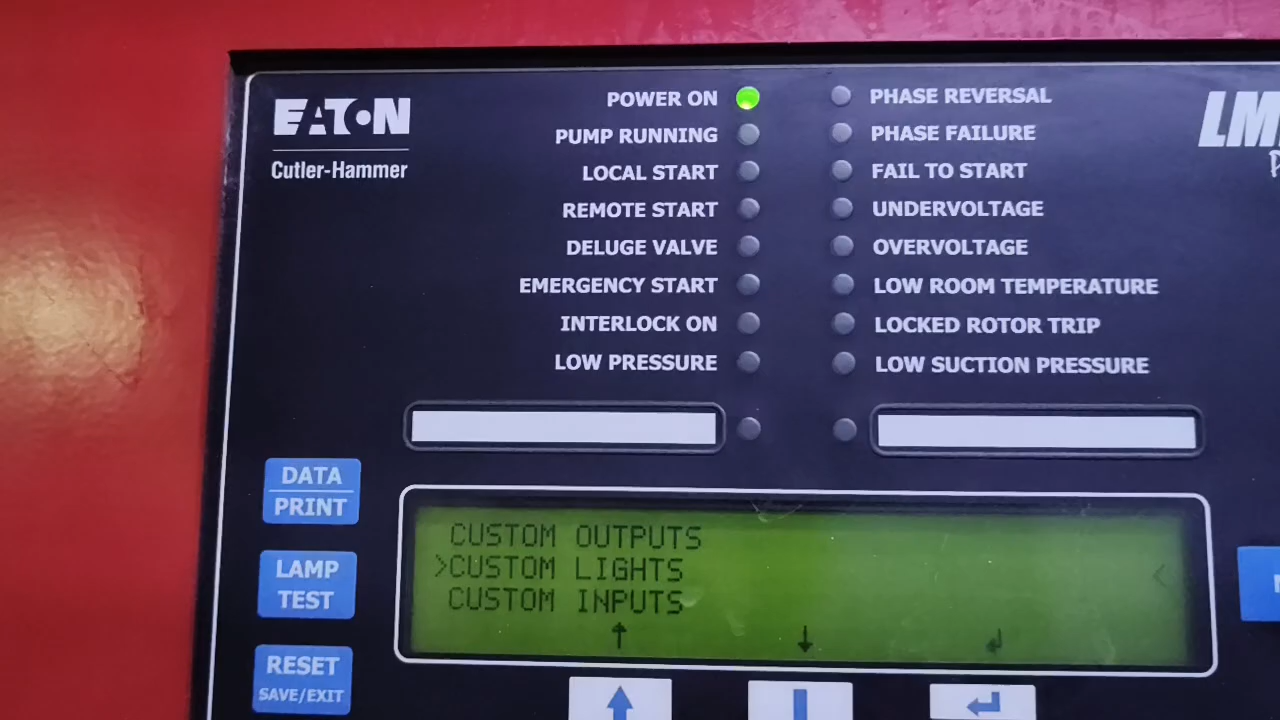 EATON
Cutler-Hammer
POWER ON
PUMP RUNNING
LOCAL START
REMOTE START
DELUGE VALVE
EMERGENCY START
INTERLOCK ON
LOW PRESSURE
PHASE REVERSAL
PHASE FAILURE
FAIL TO START
UNDERVOLTAGE
OVERVOLTAGE
LOW ROOM TEMPERATURE
LOCKED ROTOR TRIP
LOW SUCTION PRESSURE
LM
DATA
PRINT
LAMP
TEST
RESET
SAVE/EXIT
CUSTOM OUTPUTS
>CUSTOM LIGHTS <
CUSTOM INPUTS
↑ ↓ ↲